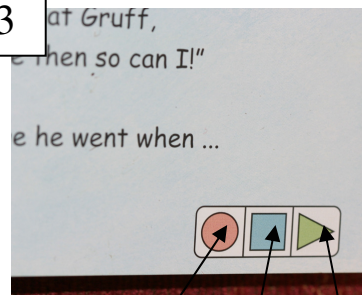 3
at Gruff,
then so can I!"
e he went when ...